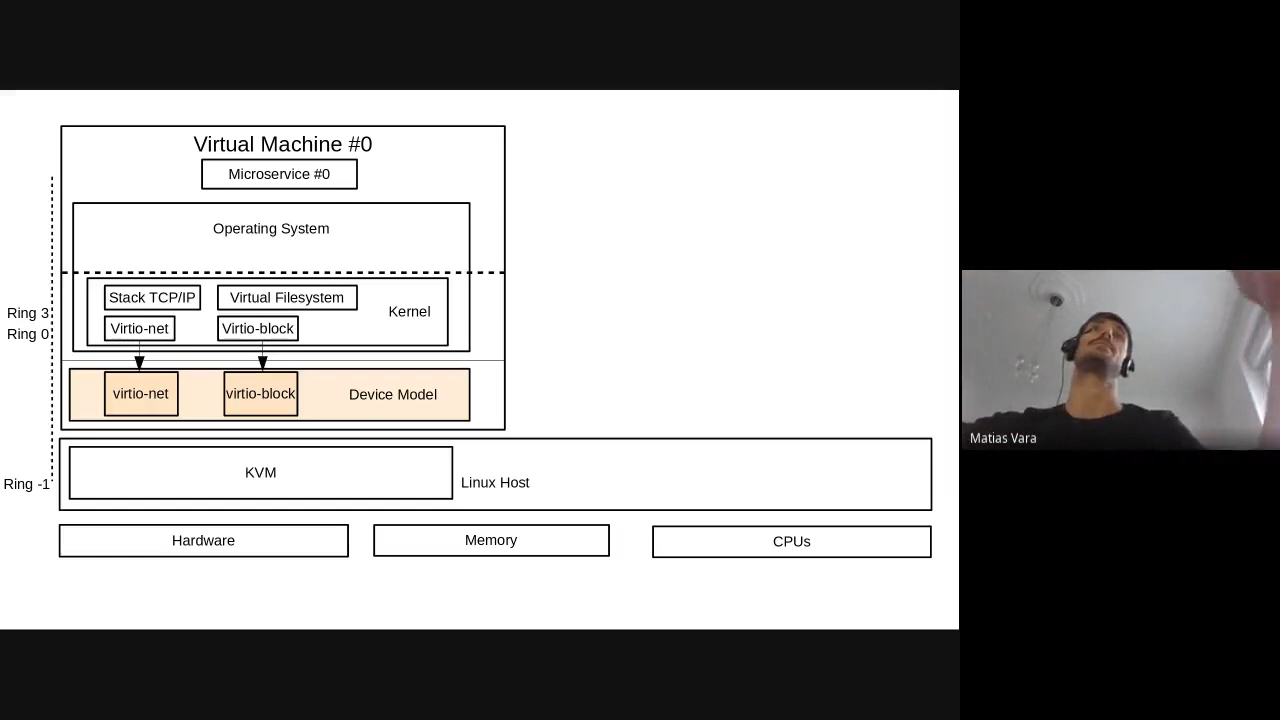 Virtual Machine #0
Microservice #0
Operating System
Stack TCP/IP
Virtual Filesystem
Kernel
Ring 3
Virtio-net
Virtio-block
Ring 0
virtio-net
virtio-block
Device Model
KVM
Linux Host
Ring -1
Hardware
Memory
CPUs
Matias Vara